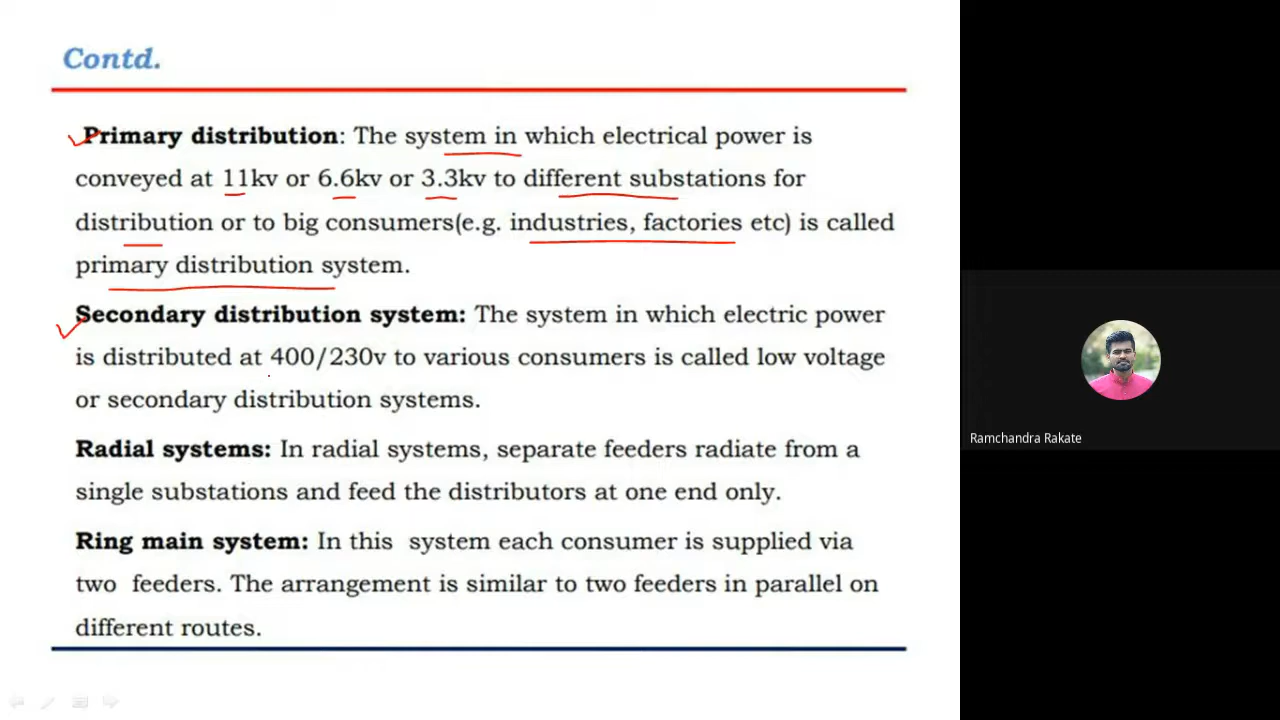 Contd.
Primary distribution: The system in which electrical power is
conveyed at 11kv or 6.6kv or 3.3kv to different substations for
distribution or to big consumers(e.g. industries, factories etc) is called
primary distribution system.
Secondary distribution system: The system in which electric power
is distributed at 400/230v to various consumers is called low voltage
or secondary distribution systems.
Radial systems: In radial systems, separate feeders radiate from a
single substations and feed the distributors at one end only.
Ring main system: In this system each consumer is supplied via
two feeders. The arrangement is similar to two feeders in parallel on
different routes.
Ramchandra Rakate